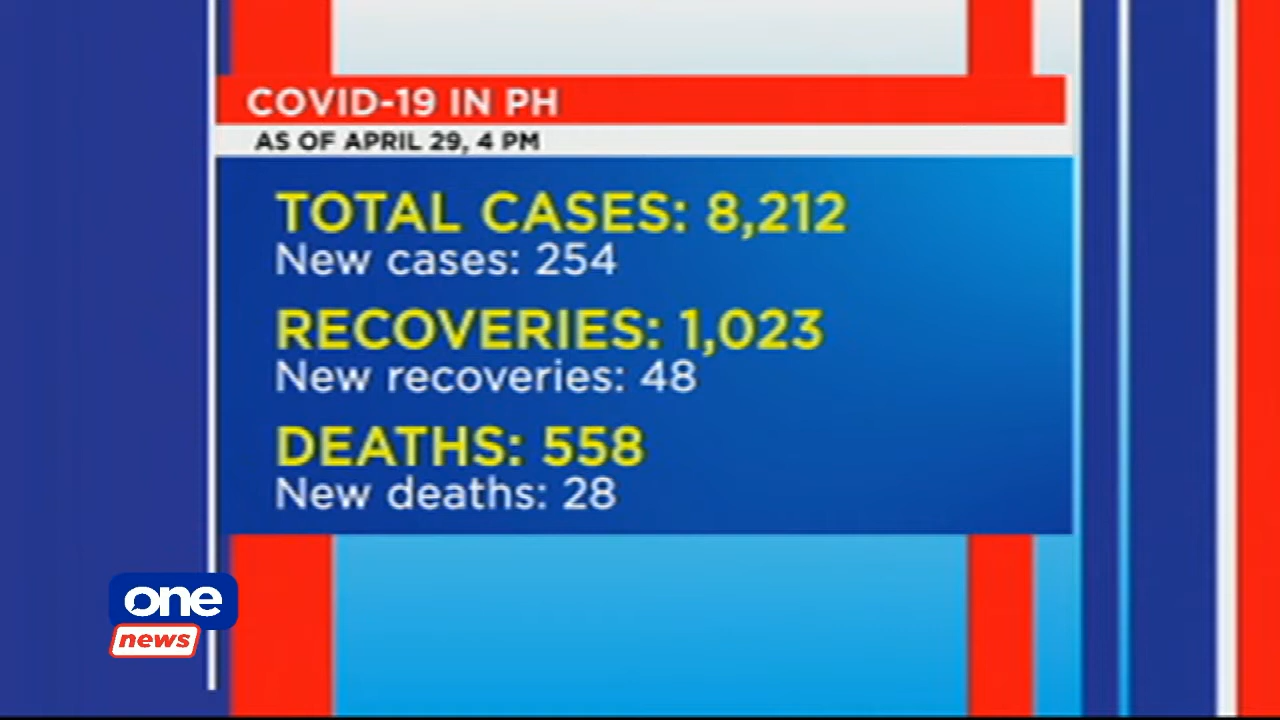 COVID-19 IN PH
AS OF APRIL 29, 4 PM
TOTAL CASES: 8,212
New cases: 254
RECOVERIES: 1,023
New recoveries: 48
DEATHS: 558
New deaths: 28
one
news